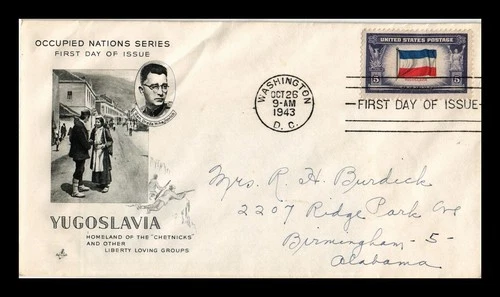 OCCUPIED NATIONS SERIES
FIRST DAY OF ISSUE
YUGOSLAVIA
HOMELAND OF THE "CHETNICKS"
AND OTHER
LIBERTY LOVING GROUPS
WASHINGTON
OCT 26
9-AM
1943
D. C.
UNITED STATES POSTAGE
5 5
YUGOSLAVIA
FIRST DAY OF ISSUE
Mrs. R. H. Burdick
2207 Ridge Park Ave
Birmingham - 5 -
Alabama